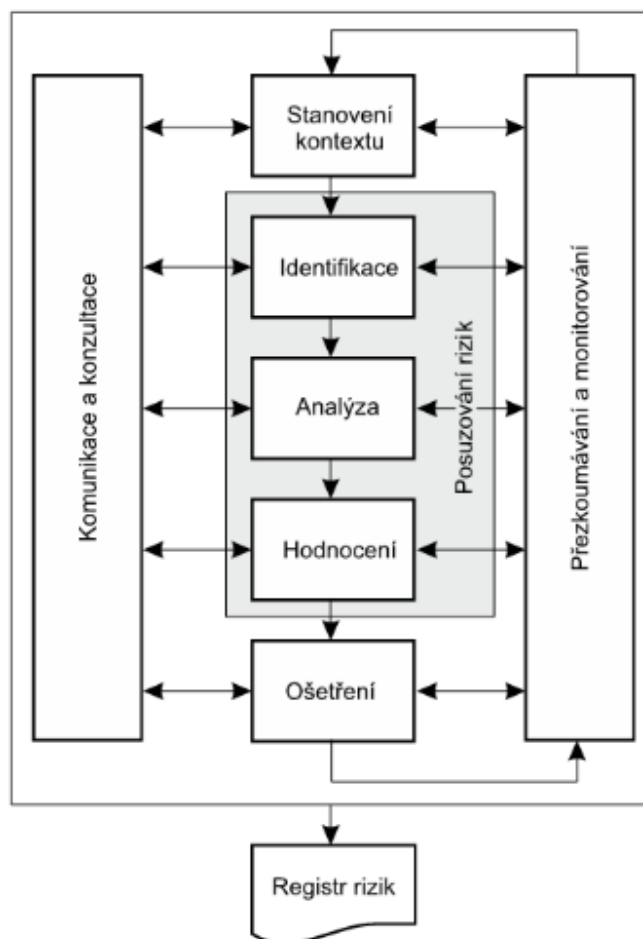 Stanovení
kontextu
Komunikace a konzultace
Identifikace
Analýza
Hodnocení
Posuzování rizik
Přezkoumávání a monitorování
Ošetření
Registr rizik